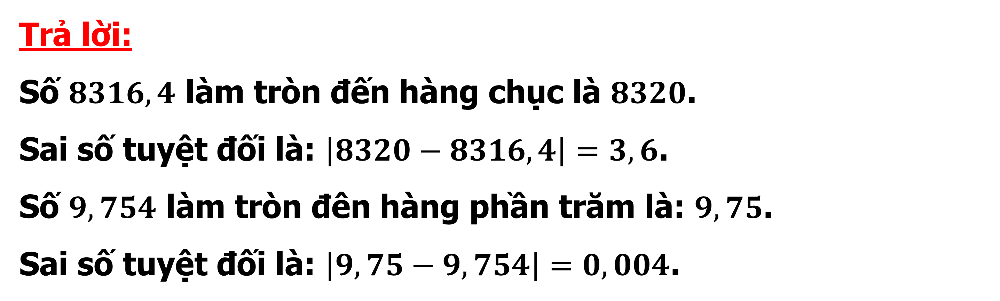 Trả lời:
Số 8316,4 làm tròn đến hàng chục là 8320.
Sai số tuyệt đối là: |8320 − 8316,4| = 3,6.
Số 9,754 làm tròn đên hàng phần trăm là: 9,75.
Sai số tuyệt đối là: |9,75 − 9,754| = 0,004.